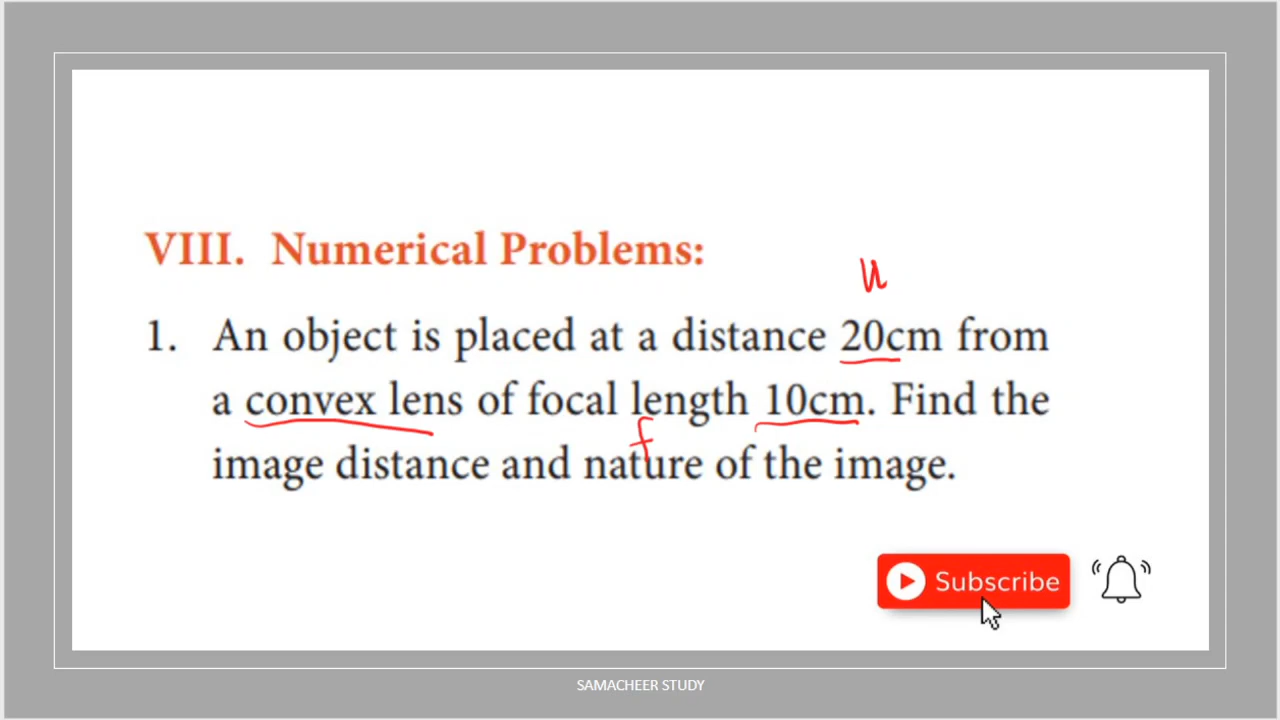 VIII. Numerical Problems:
u
1. An object is placed at a distance 20cm from
a convex lens of focal length 10cm. Find the
f
image distance and nature of the image.
Subscribe
SAMACHEER STUDY